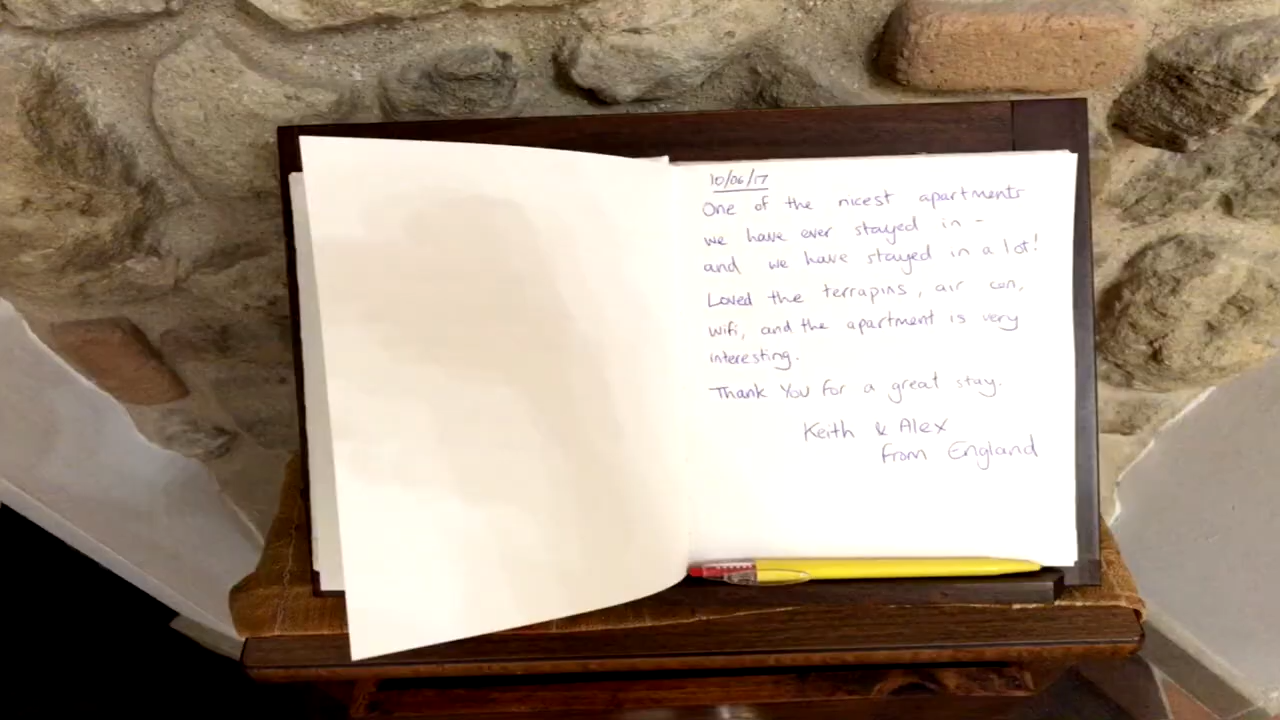 10/06/17
One of the nicest apartments
we have ever stayed in -
and we have stayed in a lot!
Loved the terrapins, air con,
wifi, and the apartment is very
interesting.
Thank You for a great stay.
Keith & Alex
from England